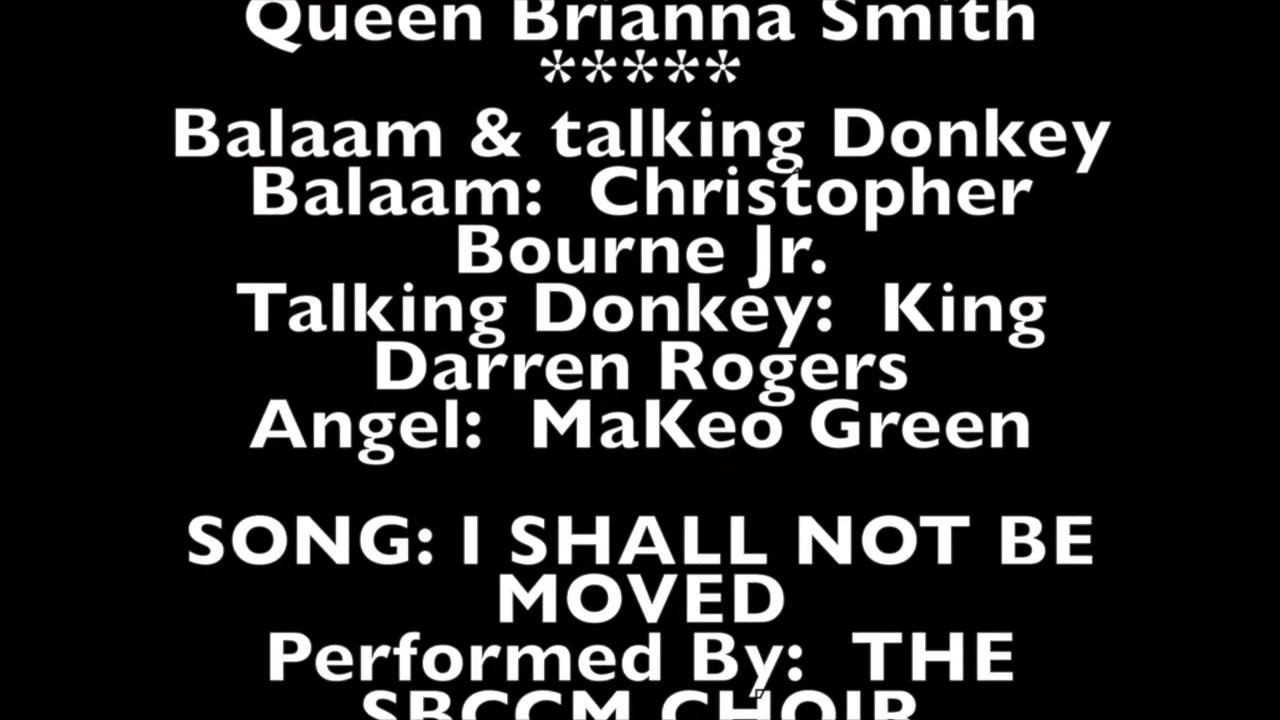 Queen Brianna Smith
*****
Balaam & talking Donkey
Balaam: Christopher
Bourne Jr.
Talking Donkey: King
Darren Rogers
Angel: MaKeo Green
SONG: I SHALL NOT BE
MOVED
Performed By: THE
SBCCM CHOIR